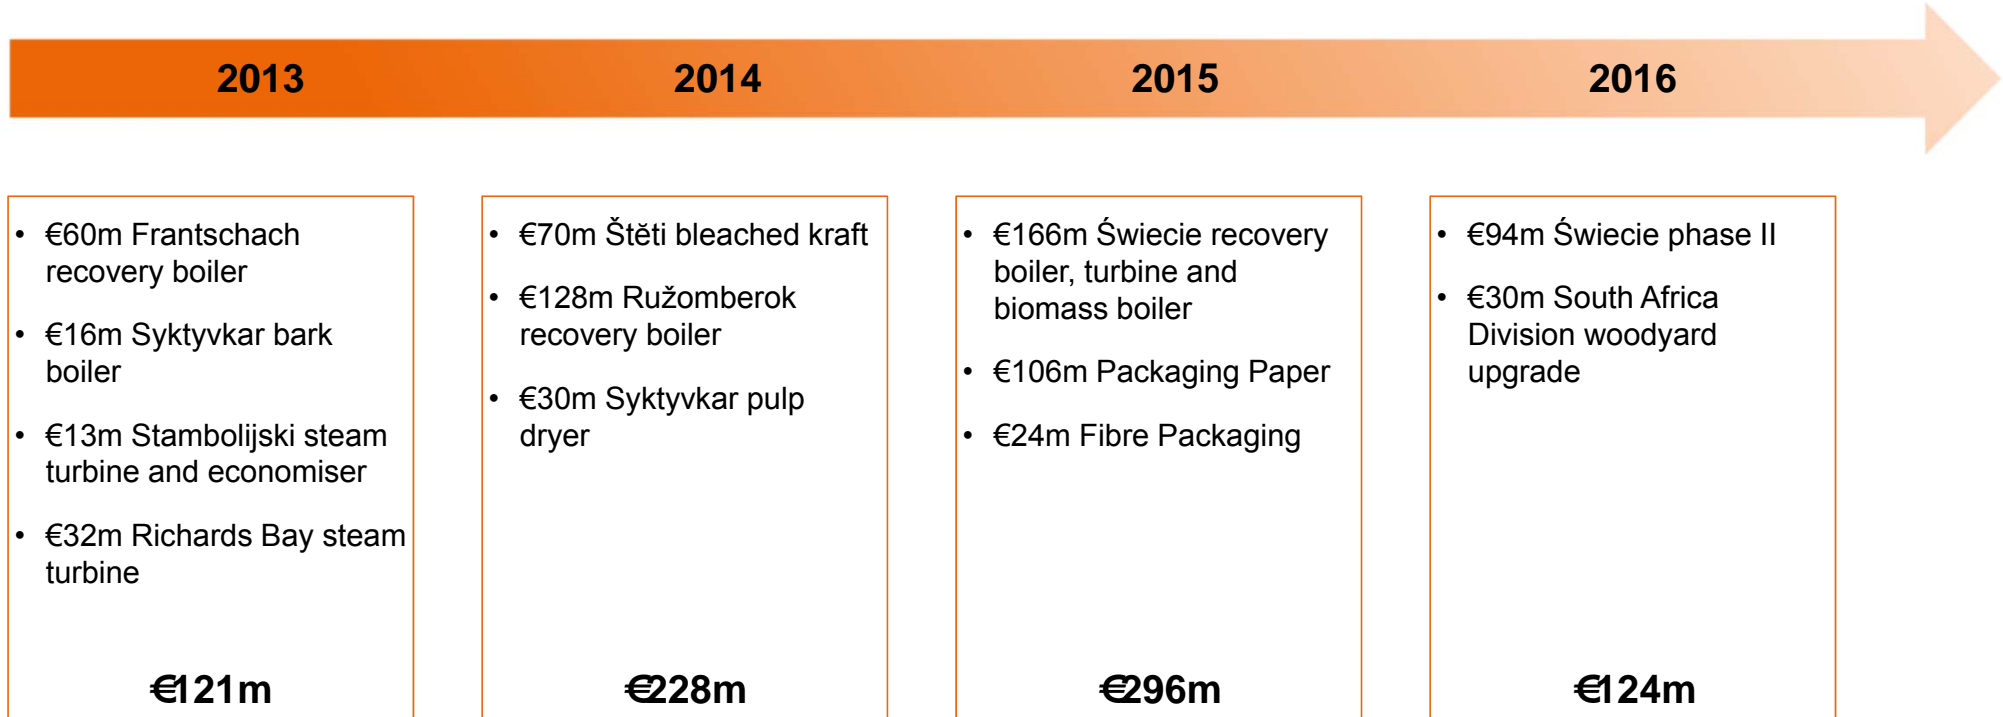 2013
2014
2015
2016
• €60m Frantschach
recovery boiler
• €16m Syktyvkar bark
boiler
• €13m Stambolijski steam
turbine and economiser
• €32m Richards Bay steam
turbine
€121m
• €70m Štĕti bleached kraft
• €128m Ružomberok
recovery boiler
• €30m Syktyvkar pulp
dryer
€228m
• €166m Świecie recovery
boiler, turbine and
biomass boiler
• €106m Packaging Paper
• €24m Fibre Packaging
€296m
• €94m Świecie phase II
• €30m South Africa
Division woodyard
upgrade
€124m